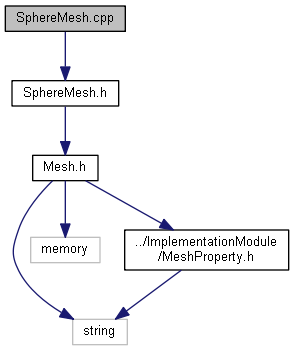 SphereMesh.cpp
SphereMesh.h
Mesh.h
memory
../ImplementationModule
/MeshProperty.h
string